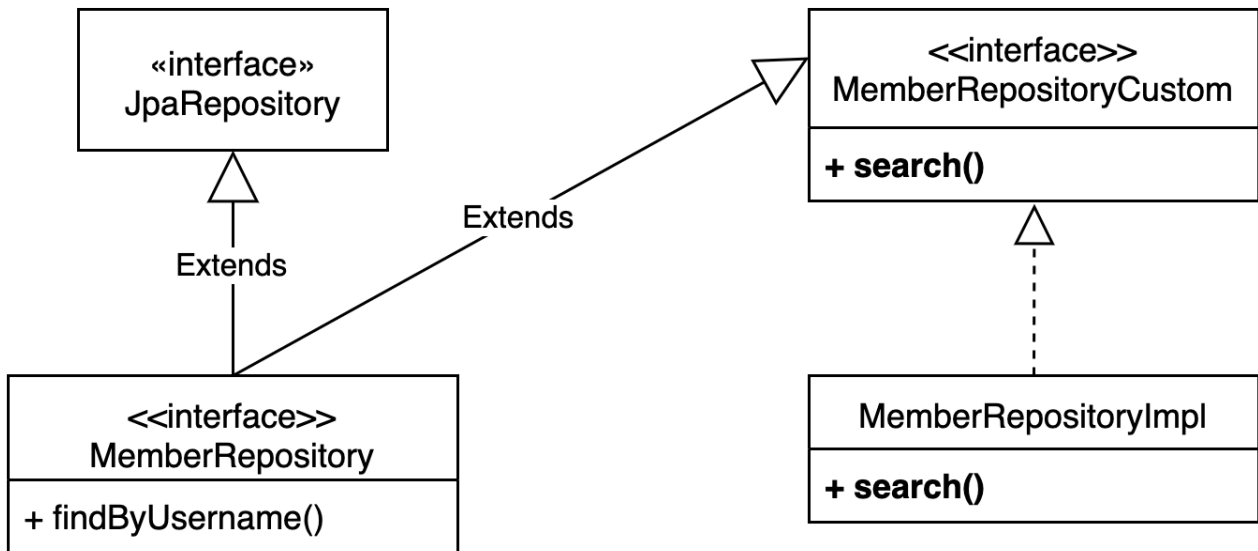 «interface»
JpaRepository
<<interface>>
MemberRepositoryCustom
+ search()
Extends
Extends
<<interface>>
MemberRepository
+ findByUsername()
MemberRepositoryImpl
+ search()